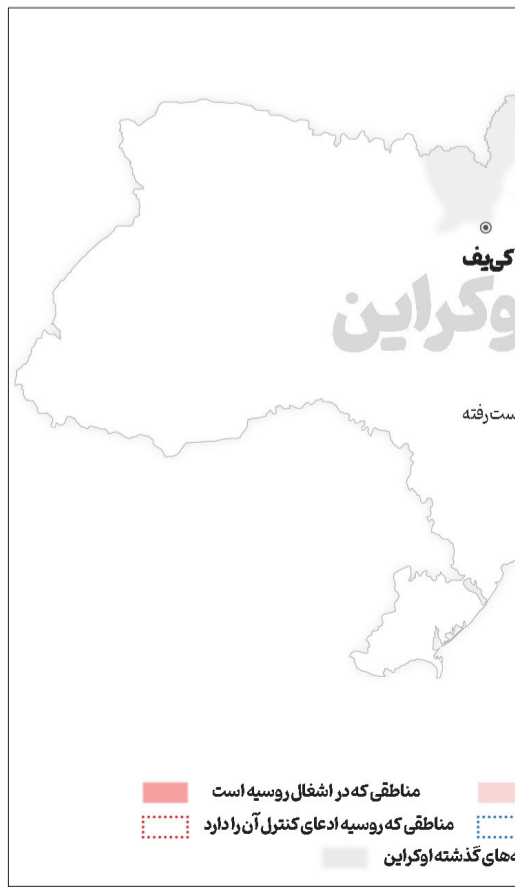 کی‌یف
وکراین
ست رفته
مناطقی که در اشغال روسیه است
مناطقی که روسیه ادعای کنترل آن را دارد
ه‌های گذشته اوکراین